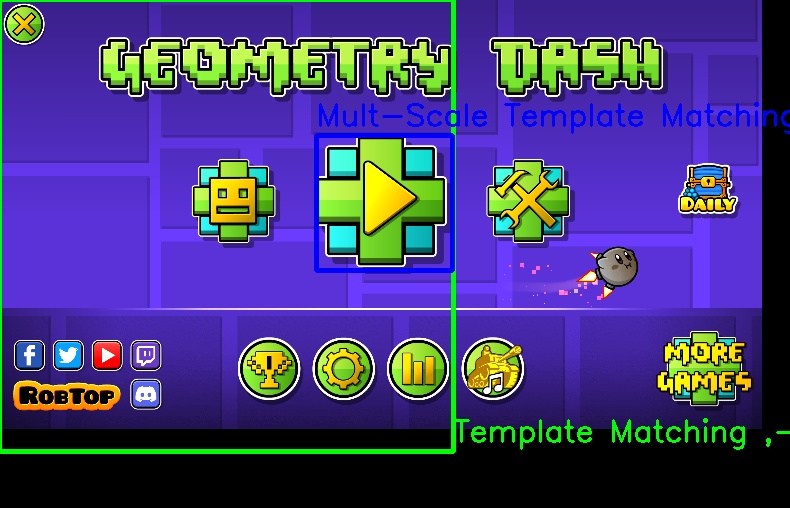 GEOMETRY DASH
Mult-Scale Template Matching
DAILY
f
ROBTOP
MORE
GAMES
Template Matching ,-